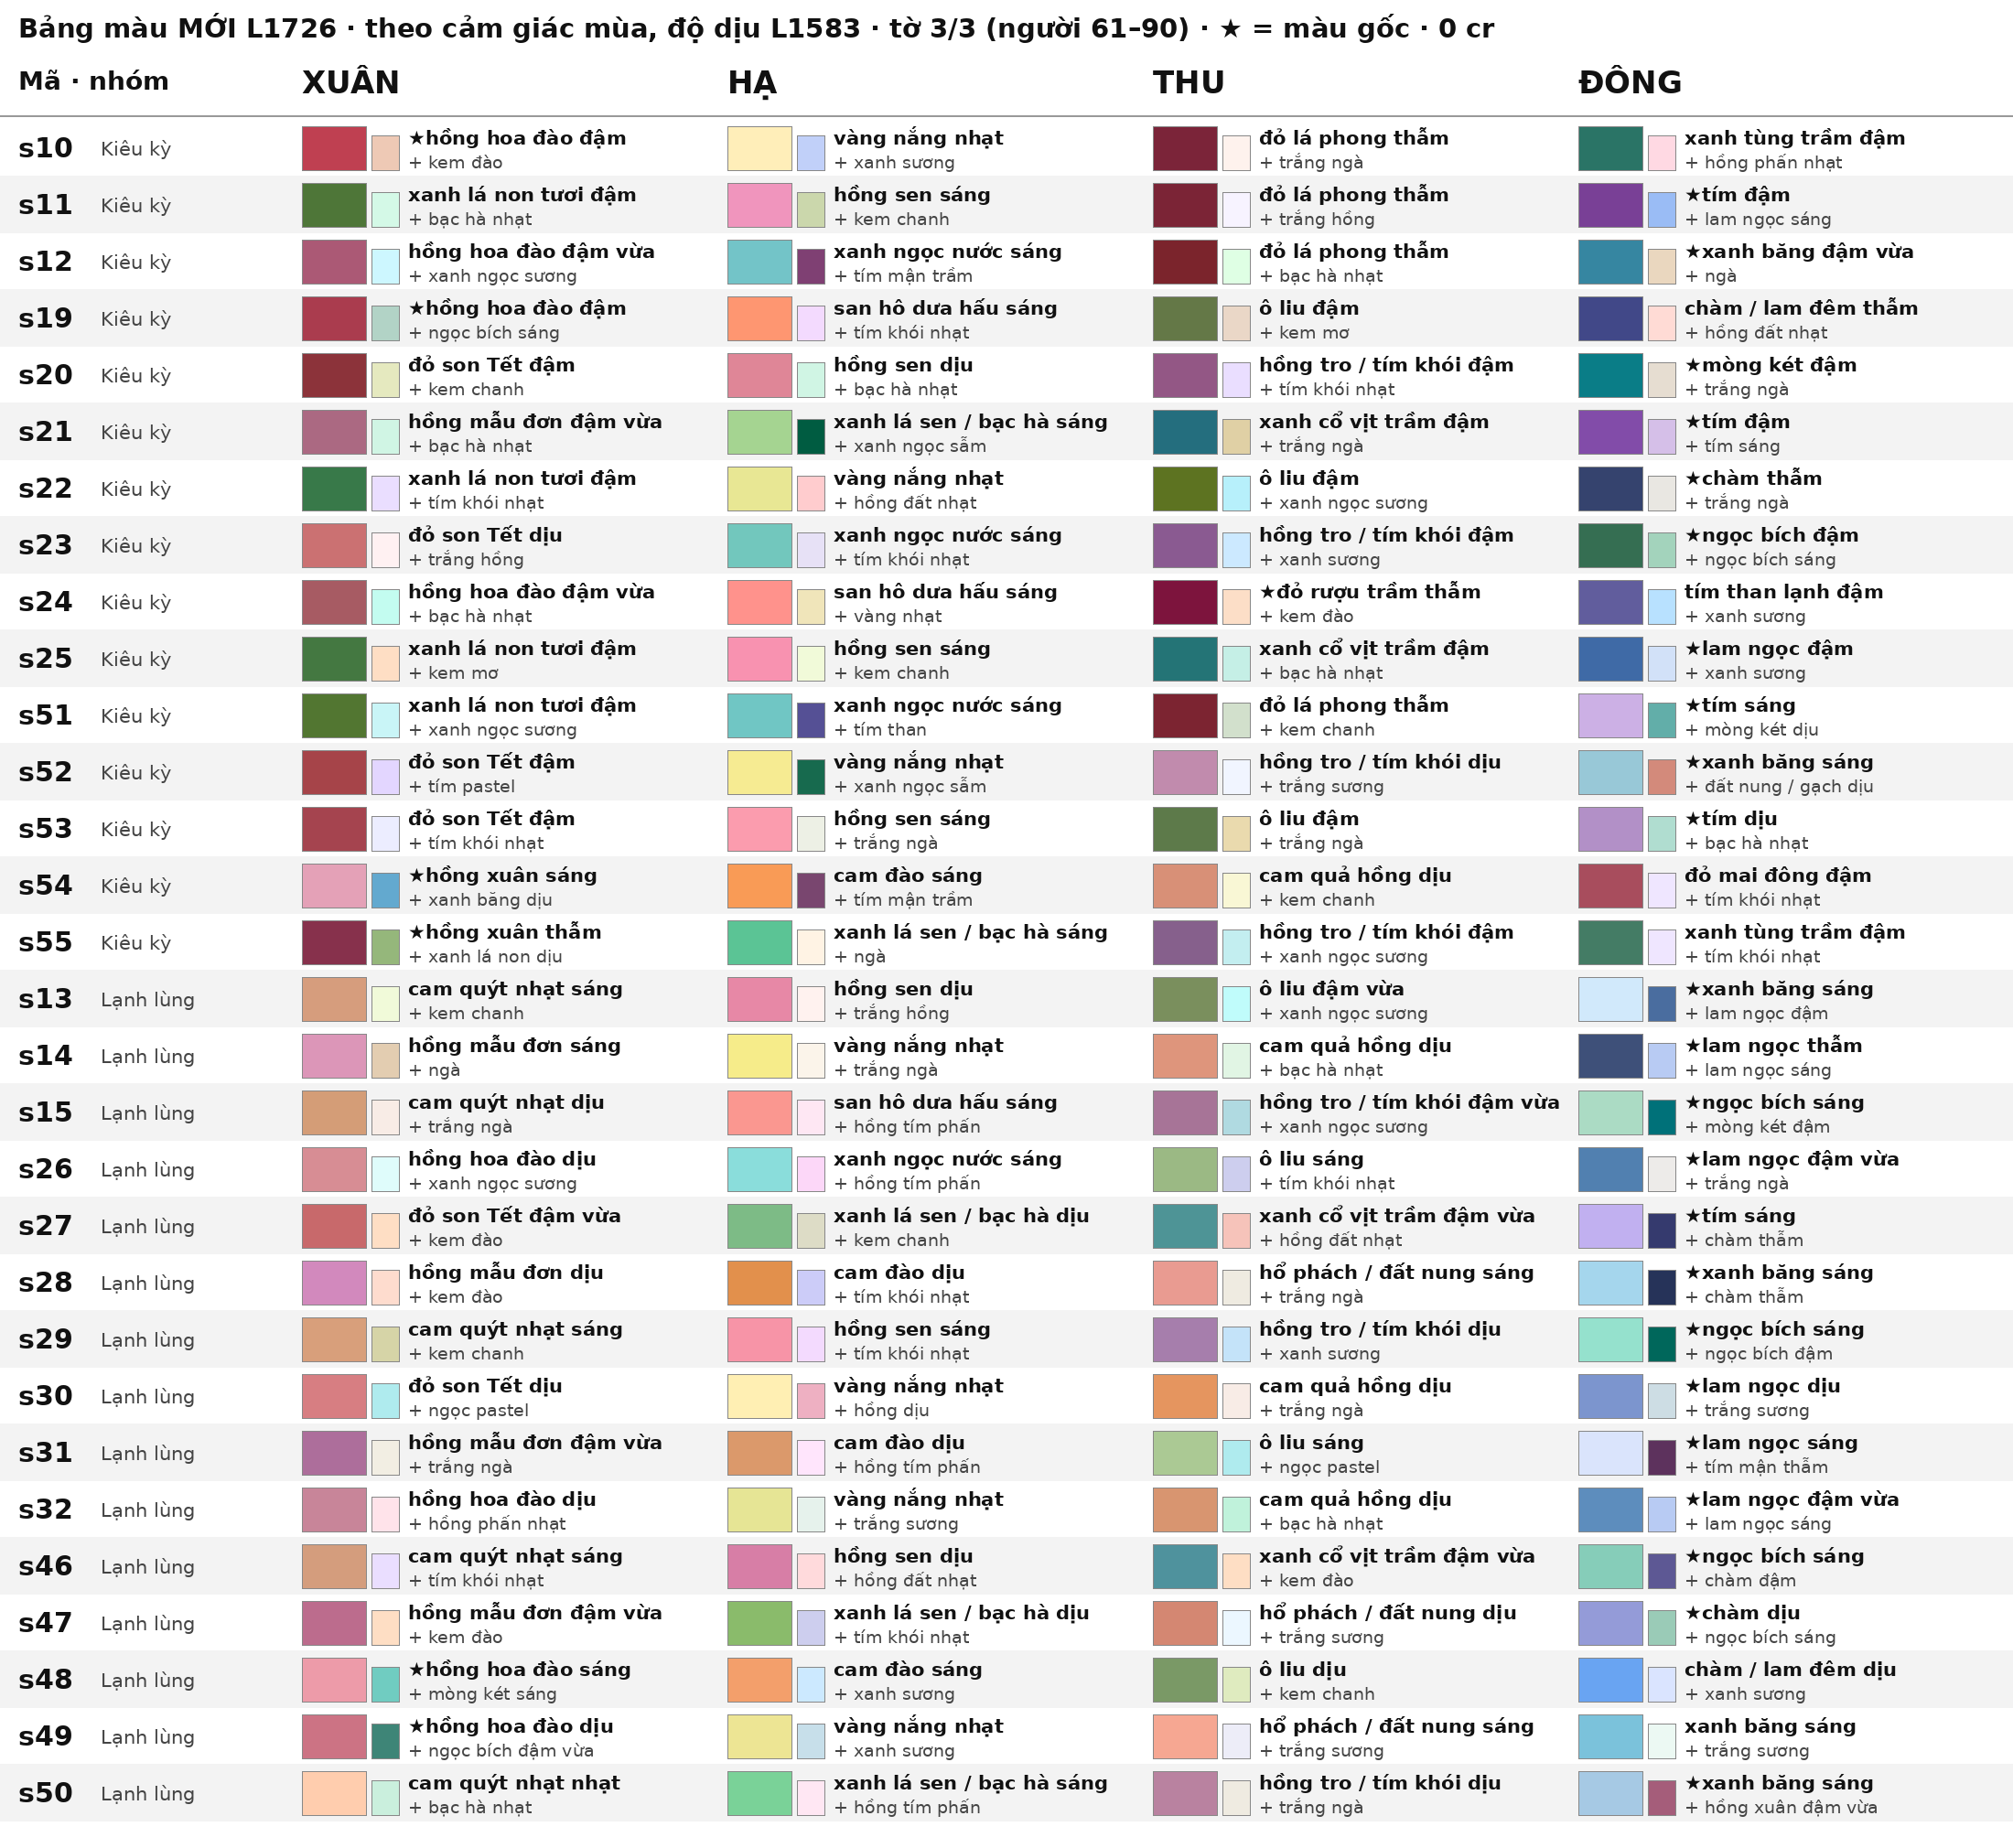 Bảng màu MỚI L1726 · theo cảm giác mùa, độ dịu L1583 · tờ 3/3 (người 61–90) · ★ = màu gốc · 0 cr
Mã · nhóm XUÂN HẠ THU ĐÔNG
s10 Kiêu kỳ ★hồng hoa đào đậm vàng nắng nhạt đỏ lá phong thẫm xanh tùng trầm đậm
+ kem đào + xanh sương + trắng ngà + hồng phấn nhạt
s11 Kiêu kỳ xanh lá non tươi đậm hồng sen sáng đỏ lá phong thẫm ★tím đậm
+ bạc hà nhạt + kem chanh + trắng hồng + lam ngọc sáng
s12 Kiêu kỳ hồng hoa đào đậm vừa xanh ngọc nước sáng đỏ lá phong thẫm ★xanh băng đậm vừa
+ xanh ngọc sương + tím mận trầm + bạc hà nhạt + ngà
s19 Kiêu kỳ ★hồng hoa đào đậm san hô dưa hấu sáng ô liu đậm chàm / lam đêm thẫm
+ ngọc bích sáng + tím khói nhạt + kem mơ + hồng đất nhạt
s20 Kiêu kỳ đỏ son Tết đậm hồng sen dịu hồng tro / tím khói đậm ★mòng két đậm
+ kem chanh + bạc hà nhạt + tím khói nhạt + trắng ngà
s21 Kiêu kỳ hồng mẫu đơn đậm vừa xanh lá sen / bạc hà sáng xanh cổ vịt trầm đậm ★tím đậm
+ bạc hà nhạt + xanh ngọc sẫm + trắng ngà + tím sáng
s22 Kiêu kỳ xanh lá non tươi đậm vàng nắng nhạt ô liu đậm ★chàm thẫm
+ tím khói nhạt + hồng đất nhạt + xanh ngọc sương + trắng ngà
s23 Kiêu kỳ đỏ son Tết dịu xanh ngọc nước sáng hồng tro / tím khói đậm ★ngọc bích đậm
+ trắng hồng + tím khói nhạt + xanh sương + ngọc bích sáng
s24 Kiêu kỳ hồng hoa đào đậm vừa san hô dưa hấu sáng ★đỏ rượu trầm thẫm tím than lạnh đậm
+ bạc hà nhạt + vàng nhạt + kem đào + xanh sương
s25 Kiêu kỳ xanh lá non tươi đậm hồng sen sáng xanh cổ vịt trầm đậm ★lam ngọc đậm
+ kem mơ + kem chanh + bạc hà nhạt + xanh sương
s51 Kiêu kỳ xanh lá non tươi đậm xanh ngọc nước sáng đỏ lá phong thẫm ★tím sáng
+ xanh ngọc sương + tím than + kem chanh + mòng két dịu
s52 Kiêu kỳ đỏ son Tết đậm vàng nắng nhạt hồng tro / tím khói dịu ★xanh băng sáng
+ tím pastel + xanh ngọc sẫm + trắng sương + đất nung / gạch dịu
s53 Kiêu kỳ đỏ son Tết đậm hồng sen sáng ô liu đậm ★tím dịu
+ tím khói nhạt + trắng ngà + trắng ngà + bạc hà nhạt
s54 Kiêu kỳ ★hồng xuân sáng cam đào sáng cam quả hồng dịu đỏ mai đông đậm
+ xanh băng dịu + tím mận trầm + kem chanh + tím khói nhạt
s55 Kiêu kỳ ★hồng xuân thẫm xanh lá sen / bạc hà sáng hồng tro / tím khói đậm xanh tùng trầm đậm
+ xanh lá non dịu + ngà + xanh ngọc sương + tím khói nhạt
s13 Lạnh lùng cam quýt nhạt sáng hồng sen dịu ô liu đậm vừa ★xanh băng sáng
+ kem chanh + trắng hồng + xanh ngọc sương + lam ngọc đậm
s14 Lạnh lùng hồng mẫu đơn sáng vàng nắng nhạt cam quả hồng dịu ★lam ngọc thẫm
+ ngà + trắng ngà + bạc hà nhạt + lam ngọc sáng
s15 Lạnh lùng cam quýt nhạt dịu san hô dưa hấu sáng hồng tro / tím khói đậm vừa ★ngọc bích sáng
+ trắng ngà + hồng tím phấn + xanh ngọc sương + mòng két đậm
s26 Lạnh lùng hồng hoa đào dịu xanh ngọc nước sáng ô liu sáng ★lam ngọc đậm vừa
+ xanh ngọc sương + hồng tím phấn + tím khói nhạt + trắng ngà
s27 Lạnh lùng đỏ son Tết đậm vừa xanh lá sen / bạc hà dịu xanh cổ vịt trầm đậm vừa ★tím sáng
+ kem đào + kem chanh + hồng đất nhạt + chàm thẫm
s28 Lạnh lùng hồng mẫu đơn dịu cam đào dịu hổ phách / đất nung sáng ★xanh băng sáng
+ kem đào + tím khói nhạt + trắng ngà + chàm thẫm
s29 Lạnh lùng cam quýt nhạt sáng hồng sen sáng hồng tro / tím khói dịu ★ngọc bích sáng
+ kem chanh + tím khói nhạt + xanh sương + ngọc bích đậm
s30 Lạnh lùng đỏ son Tết dịu vàng nắng nhạt cam quả hồng dịu ★lam ngọc dịu
+ ngọc pastel + hồng dịu + trắng ngà + trắng sương
s31 Lạnh lùng hồng mẫu đơn đậm vừa cam đào dịu ô liu sáng ★lam ngọc sáng
+ trắng ngà + hồng tím phấn + ngọc pastel + tím mận thẫm
s32 Lạnh lùng hồng hoa đào dịu vàng nắng nhạt cam quả hồng dịu ★lam ngọc đậm vừa
+ hồng phấn nhạt + trắng sương + bạc hà nhạt + lam ngọc sáng
s46 Lạnh lùng cam quýt nhạt sáng hồng sen dịu xanh cổ vịt trầm đậm vừa ★ngọc bích sáng
+ tím khói nhạt + hồng đất nhạt + kem đào + chàm đậm
s47 Lạnh lùng hồng mẫu đơn đậm vừa xanh lá sen / bạc hà dịu hổ phách / đất nung dịu ★chàm dịu
+ kem đào + tím khói nhạt + trắng sương + ngọc bích sáng
s48 Lạnh lùng ★hồng hoa đào sáng cam đào sáng ô liu dịu chàm / lam đêm dịu
+ mòng két sáng + xanh sương + kem chanh + xanh sương
s49 Lạnh lùng ★hồng hoa đào dịu vàng nắng nhạt hổ phách / đất nung sáng xanh băng sáng
+ ngọc bích đậm vừa + xanh sương + trắng sương + trắng sương
s50 Lạnh lùng cam quýt nhạt nhạt xanh lá sen / bạc hà sáng hồng tro / tím khói dịu ★xanh băng sáng
+ bạc hà nhạt + hồng tím phấn + trắng ngà + hồng xuân đậm vừa